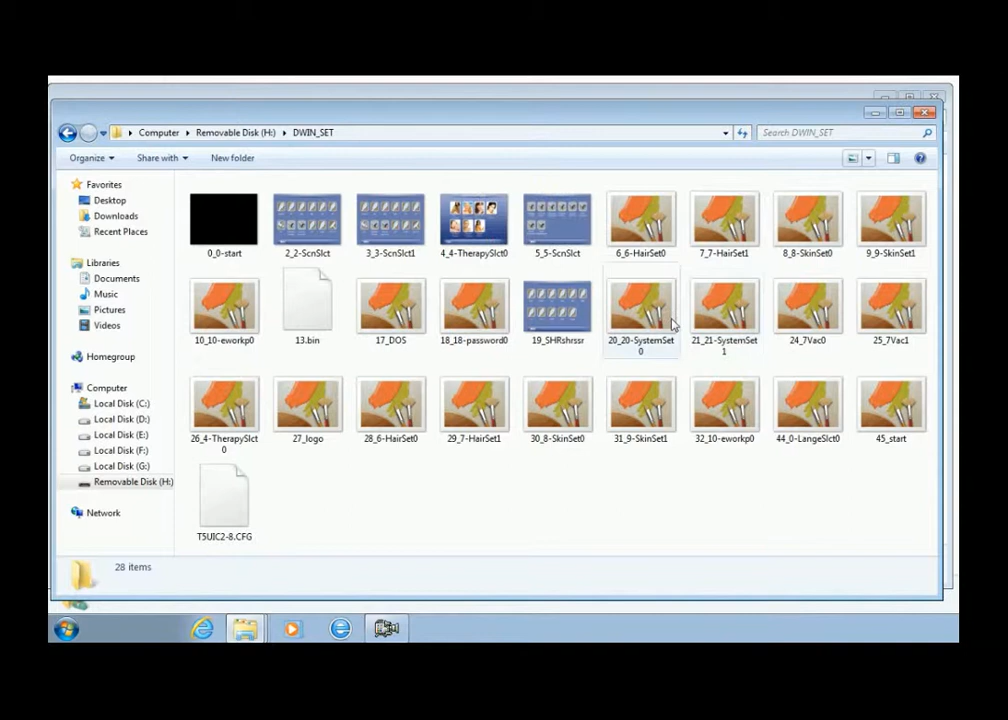 Computer Removable Disk (H:) DWIN_SET
Search DWIN_SET
Organize Share with New folder
Favorites
Desktop
Downloads
Recent Places
Libraries
Documents
Music
Pictures
Videos
Homegroup
Computer
Local Disk (C:)
Local Disk (D:)
Local Disk (E:)
Local Disk (F:)
Local Disk (G:)
Removable Disk (H:)
Network
0_0-start 2_2-ScnSlct 3_3-ScnSlct1 4_4-TherapySlct0 5_5-ScnSlct 6_6-HairSet0 7_7-HairSet1 8_8-SkinSet0 9_9-SkinSet1
10_10-eworkp0 13.bin 17_DOS 18_18-password0 19_SHRshrssr 20_20-SystemSet 21_21-SystemSet 24_7Vac0 25_7Vac1
0 1
26_4-TherapySlct 27_logo 28_6-HairSet0 29_7-HairSet1 30_8-SkinSet0 31_9-SkinSet1 32_10-eworkp0 44_0-LangeSlct0 45_start
0
T5UIC2-8.CFG
28 items